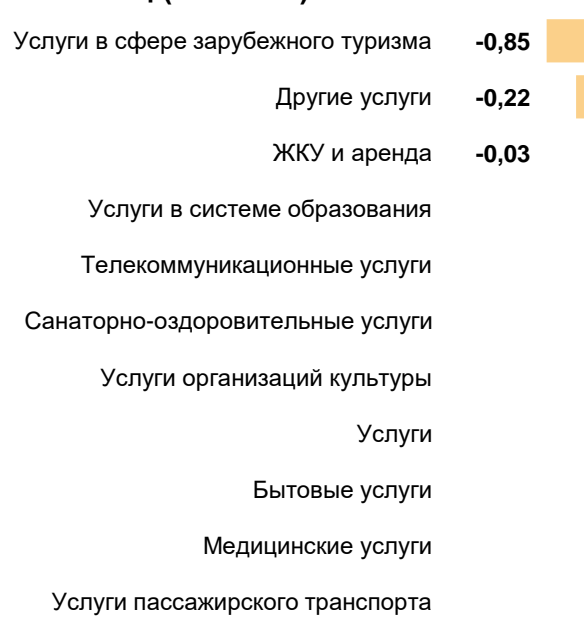 Услуги в сфере зарубежного туризма -0,85
Другие услуги -0,22
ЖКУ и аренда -0,03
Услуги в системе образования
Телекоммуникационные услуги
Санаторно-оздоровительные услуги
Услуги организаций культуры
Услуги
Бытовые услуги
Медицинские услуги
Услуги пассажирского транспорта